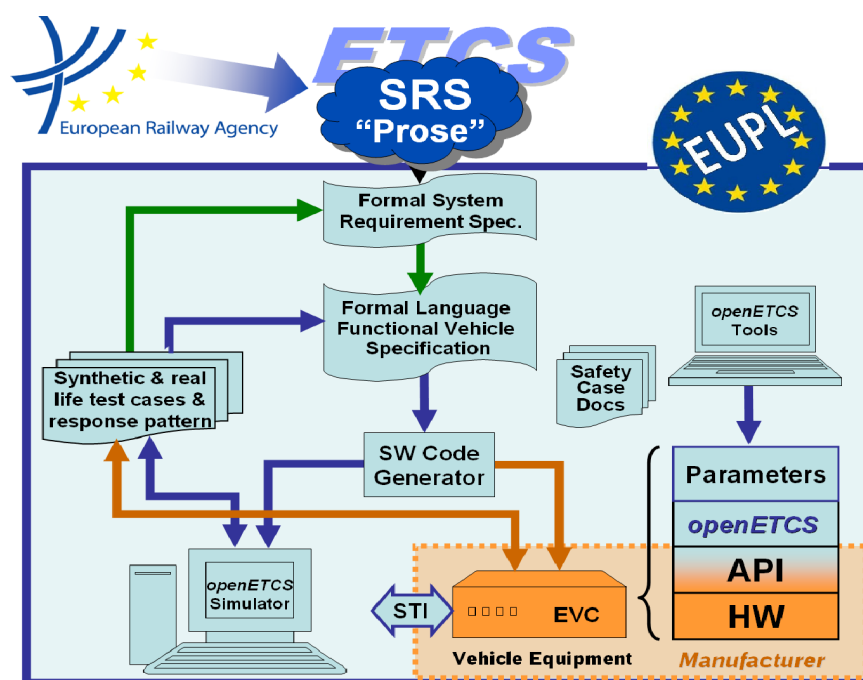 ETCS
SRS
“Prose”
European Railway Agency
EUPL
Formal System
Requirement Spec.
Formal Language
Functional Vehicle
Specification
openETCS
Tools
Synthetic & real
life test cases &
response pattern
Safety
Case
Docs
SW Code
Generator
Parameters
openETCS
API
HW
openETCS
Simulator
STI
EVC
Vehicle Equipment
Manufacturer